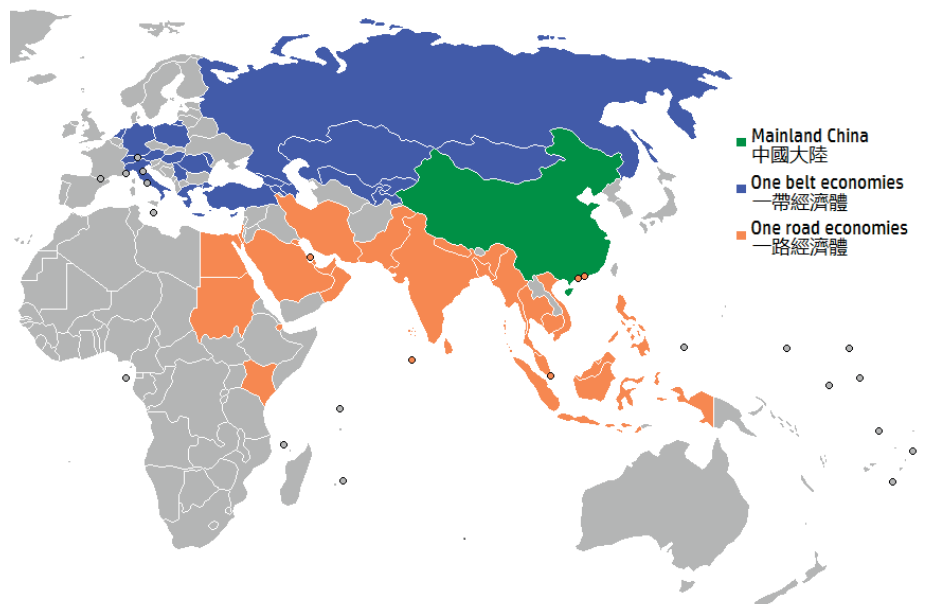 Mainland China
中國大陸
One belt economies
一帶經濟體
One road economies
一路經濟體